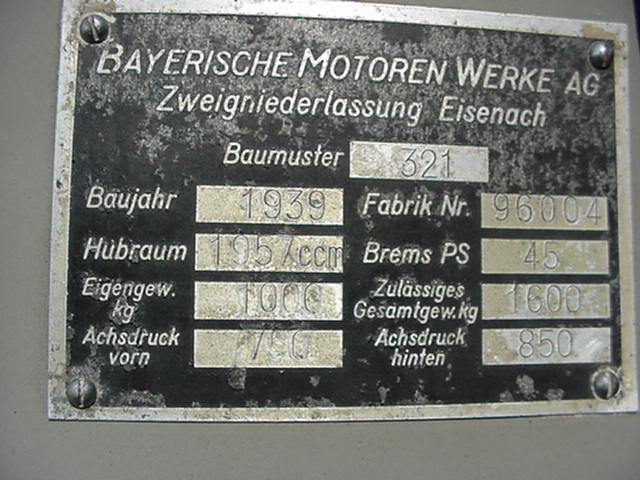 BAYERISCHE MOTOREN WERKE AG
Zweigniederlassung Eisenach
Baumuster 321
Baujahr 1939 Fabrik Nr. 96004
Hubraum 1957ccm Brems PS 45
Eigengew. kg 1000 Zulässiges Gesamtgew. kg 1600
Achsdruck vorn 750 Achsdruck hinten 850